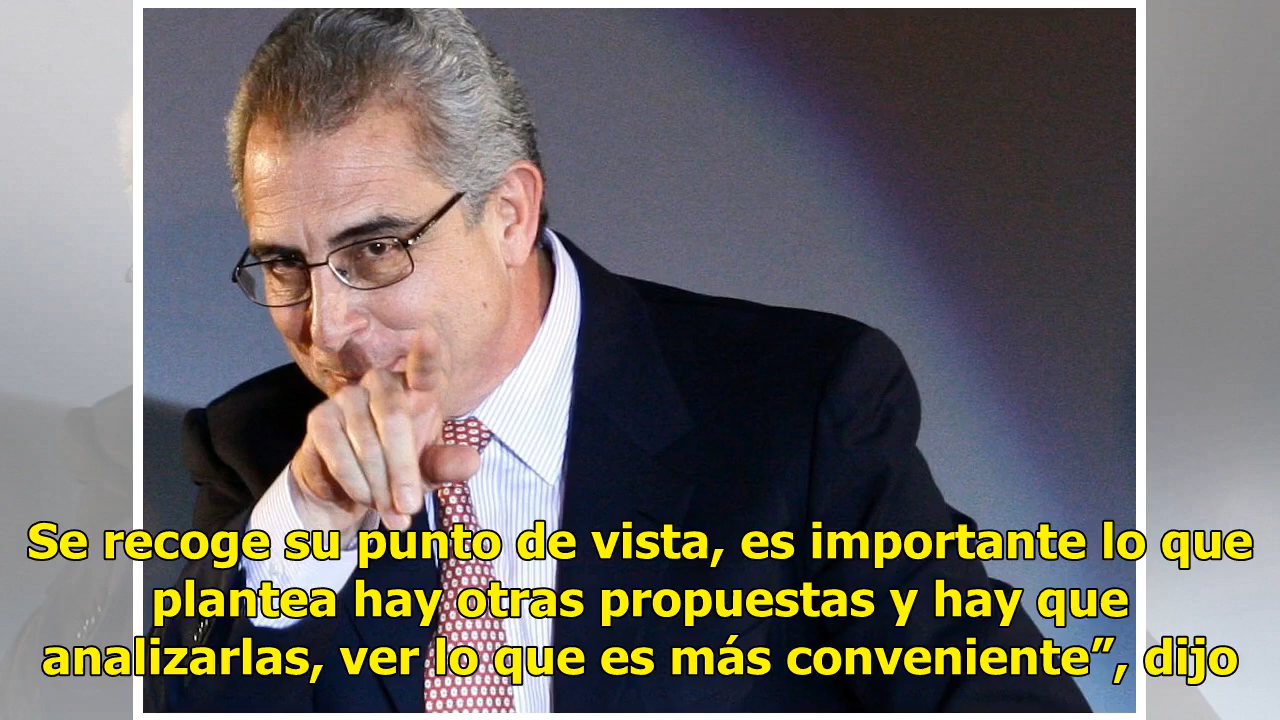 Se recoge su punto de vista, es importante lo que
plantea hay otras propuestas y hay que
analizarlas, ver lo que es más conveniente”, dijo